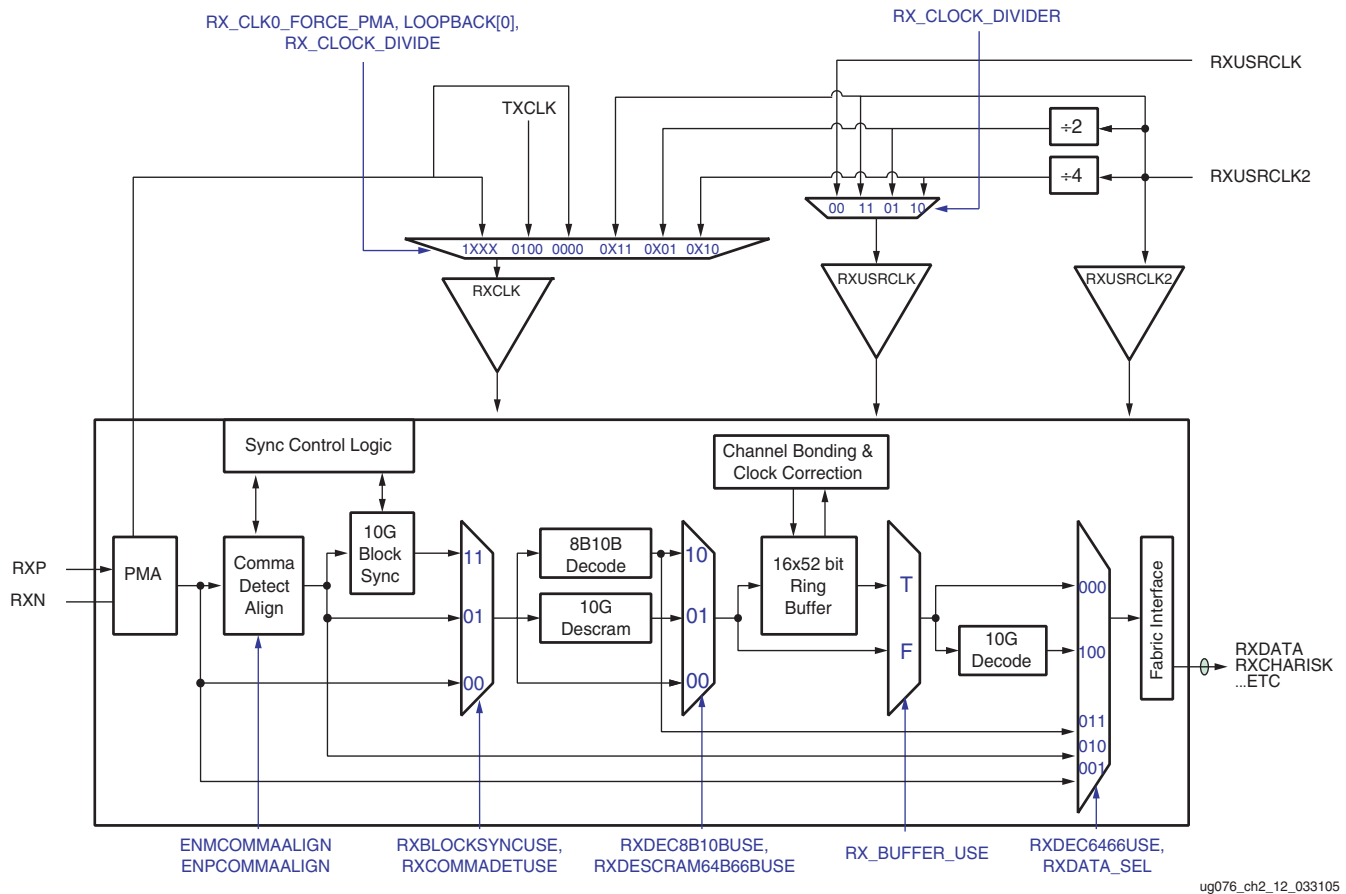 RX_CLK0_FORCE_PMA, LOOPBACK[0],
RX_CLOCK_DIVIDE
RX_CLOCK_DIVIDER
RXUSRCLK
TXCLK
÷2
÷4
RXUSRCLK2
00 11 01 10
1XXX 0100 0000 0X11 0X01 0X10
RXCLK
RXUSRCLK
RXUSRCLK2
Sync Control Logic
Channel Bonding &
Clock Correction
RXP
RXN
PMA
Comma
Detect
Align
10G
Block
Sync
11
01
00
8B10B
Decode
10G
Descram
10
01
00
16x52 bit
Ring
Buffer
T
F
10G
Decode
000
100
011
010
001
Fabric Interface
RXDATA
RXCHARISK
...ETC
ENMCOMMAALIGN
ENPCOMMAALIGN
RXBLOCKSYNCUSE,
RXCOMMADETUSE
RXDEC8B10BUSE,
RXDESCRAM64B66BUSE
RX_BUFFER_USE
RXDEC6466USE,
RXDATA_SEL
ug076_ch2_12_033105